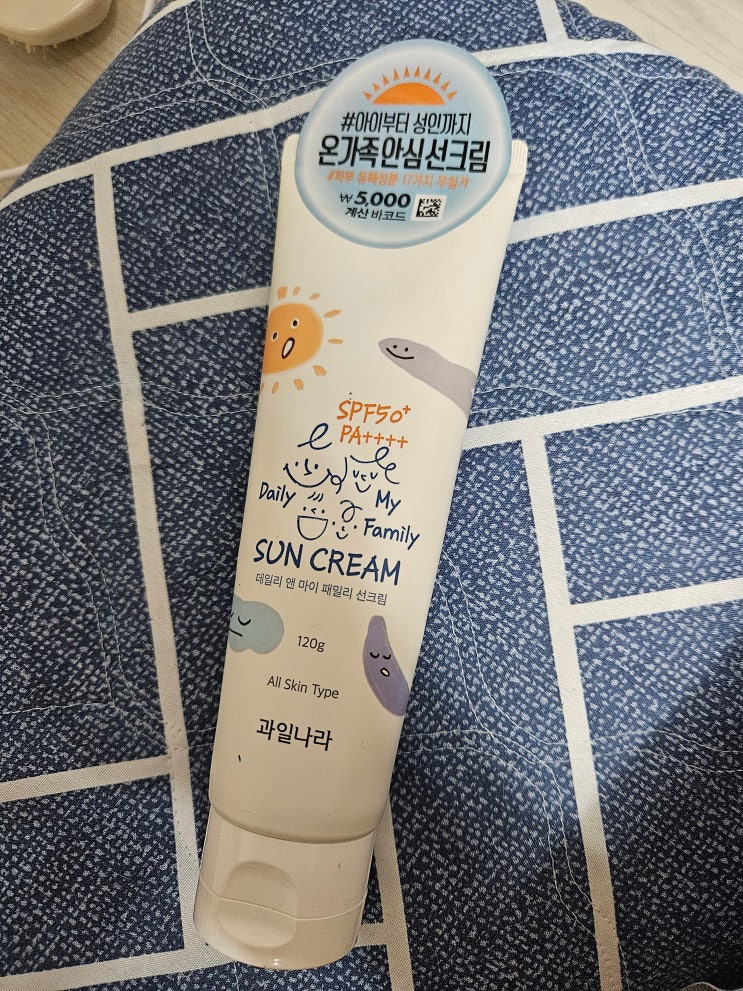 #아이부터 성인까지
온가족안심선크림
#피부 유해성분 17가지 무첨가
₩5,000
계산 바코드
SPF50+
PA++++
Daily My
Family
SUN CREAM
데일리 앤 마이 패밀리 선크림
120g
All Skin Type
과일나라